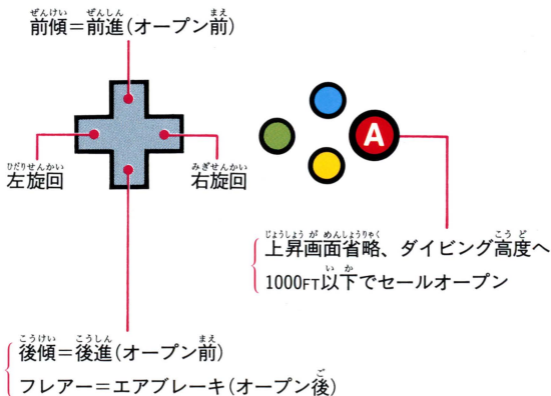 前傾=前進(オープン前)
A
左旋回
右旋回
上昇画面省略、ダイビング高度へ
1000FT以下でセールオープン
後傾=後進(オープン前)
フレアー=エアブレーキ(オープン後)